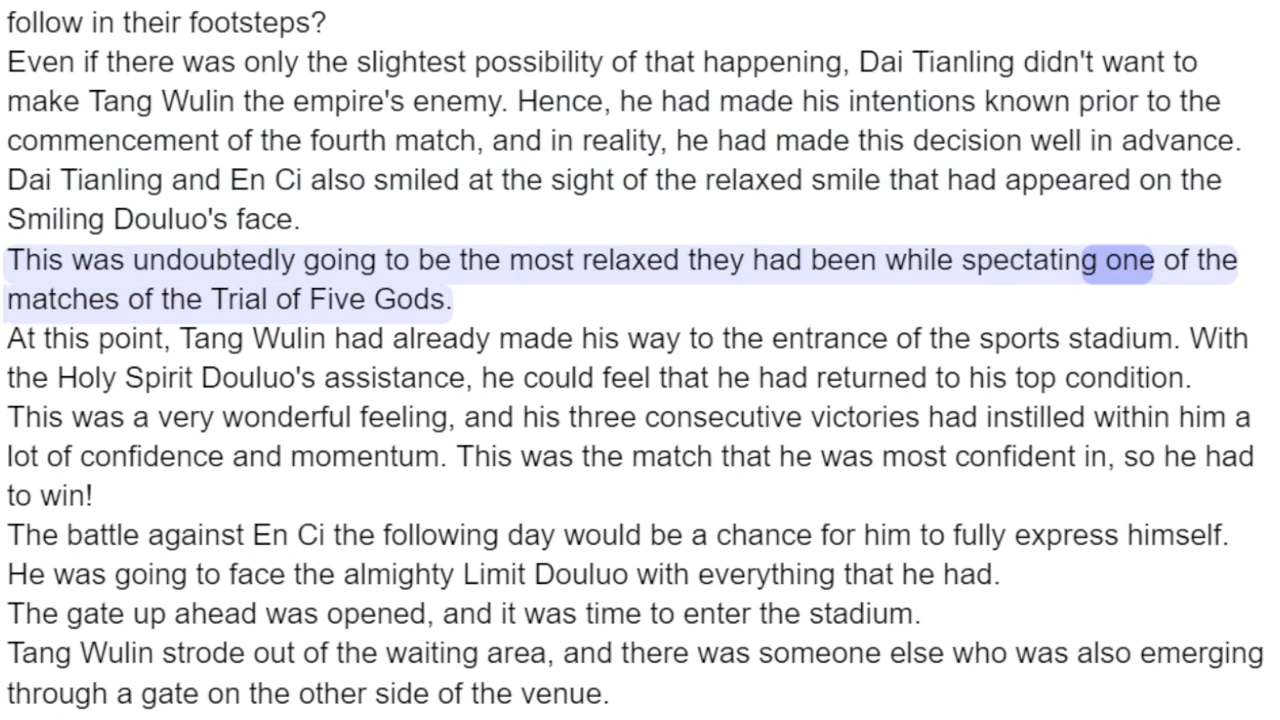 follow in their footsteps?
Even if there was only the slightest possibility of that happening, Dai Tianling didn't want to
make Tang Wulin the empire's enemy. Hence, he had made his intentions known prior to the
commencement of the fourth match, and in reality, he had made this decision well in advance.
Dai Tianling and En Ci also smiled at the sight of the relaxed smile that had appeared on the
Smiling Douluo's face.
This was undoubtedly going to be the most relaxed they had been while spectating one of the
matches of the Trial of Five Gods.
At this point, Tang Wulin had already made his way to the entrance of the sports stadium. With
the Holy Spirit Douluo's assistance, he could feel that he had returned to his top condition.
This was a very wonderful feeling, and his three consecutive victories had instilled within him a
lot of confidence and momentum. This was the match that he was most confident in, so he had
to win!
The battle against En Ci the following day would be a chance for him to fully express himself.
He was going to face the almighty Limit Douluo with everything that he had.
The gate up ahead was opened, and it was time to enter the stadium.
Tang Wulin strode out of the waiting area, and there was someone else who was also emerging
through a gate on the other side of the venue.